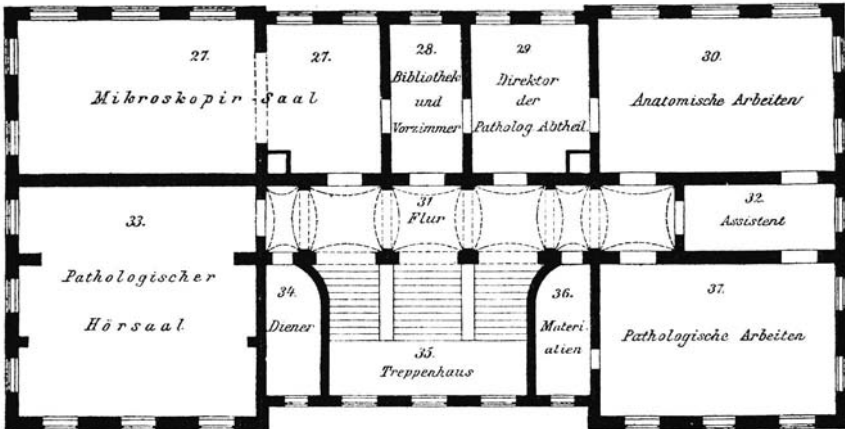 27.
Mikroskopir-Saal
27.
28.
Bibliothek
und
Vorzimmer
29
Direktor
der
Patholog. Abtheil.
30.
Anatomische Arbeiten
31
Flur
32.
Assistent
33.
Pathologischer
Hörsaal
34.
Diener
35.
Treppenhaus
36.
Materi-
alien
37.
Pathologische Arbeiten